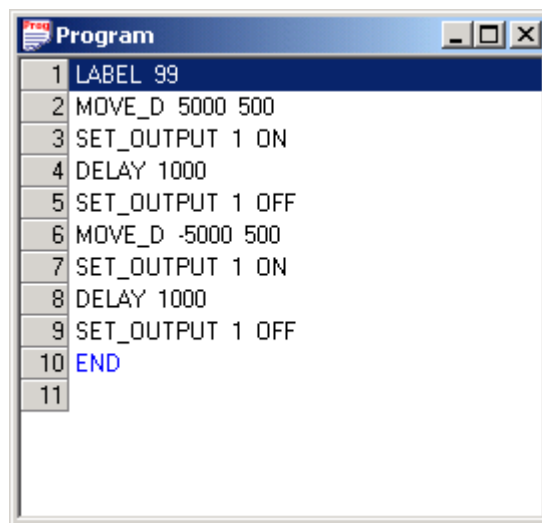 Prog Program
1 LABEL 99
2 MOVE_D 5000 500
3 SET_OUTPUT 1 ON
4 DELAY 1000
5 SET_OUTPUT 1 OFF
6 MOVE_D -5000 500
7 SET_OUTPUT 1 ON
8 DELAY 1000
9 SET_OUTPUT 1 OFF
10 END
11